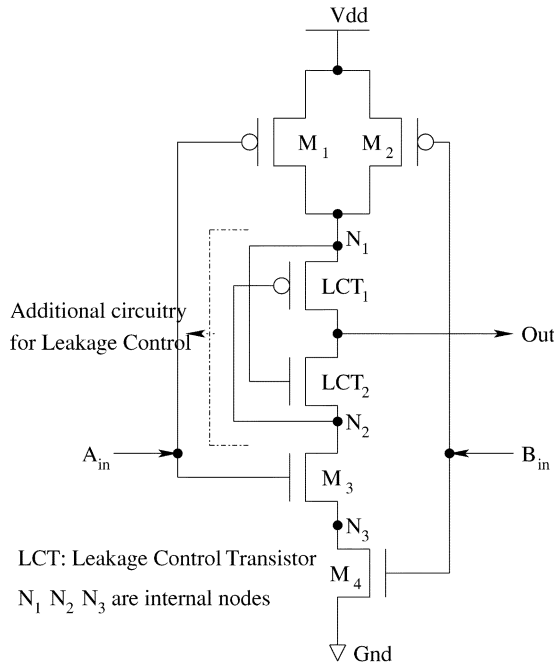 Vdd
M1 M2
N1
LCT1
Additional circuitry
for Leakage Control
Out
LCT2
N2
Ain
Bin
M3
N3
LCT: Leakage Control Transistor
M4
N1 N2 N3 are internal nodes
Gnd